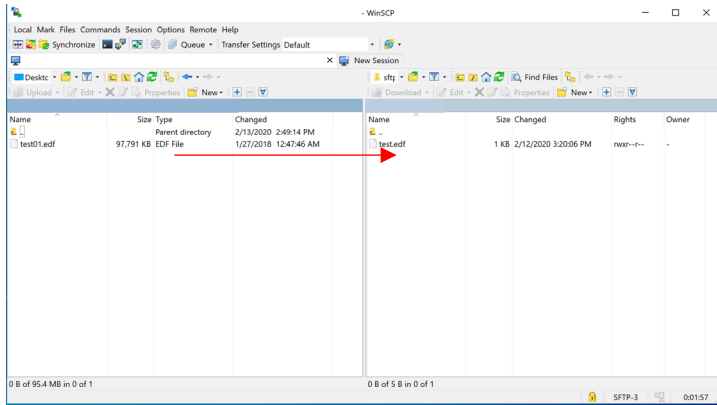 - WinSCP
Local Mark Files Commands Session Options Remote Help
Synchronize Queue Transfer Settings Default
New Session
Deskto
sftp Find Files
Upload Edit Properties New
Download Edit Properties New
Name Size Type Changed
Parent directory 2/13/2020 2:49:14 PM
test01.edf 97,791 KB EDF File 1/27/2018 12:47:46 AM
Name Size Changed Rights Owner
..
test.edf 1 KB 2/12/2020 3:20:06 PM rwxr--r-- -
0 B of 95.4 MB in 0 of 1
0 B of 5 B in 0 of 1
SFTP-3 0:01:57